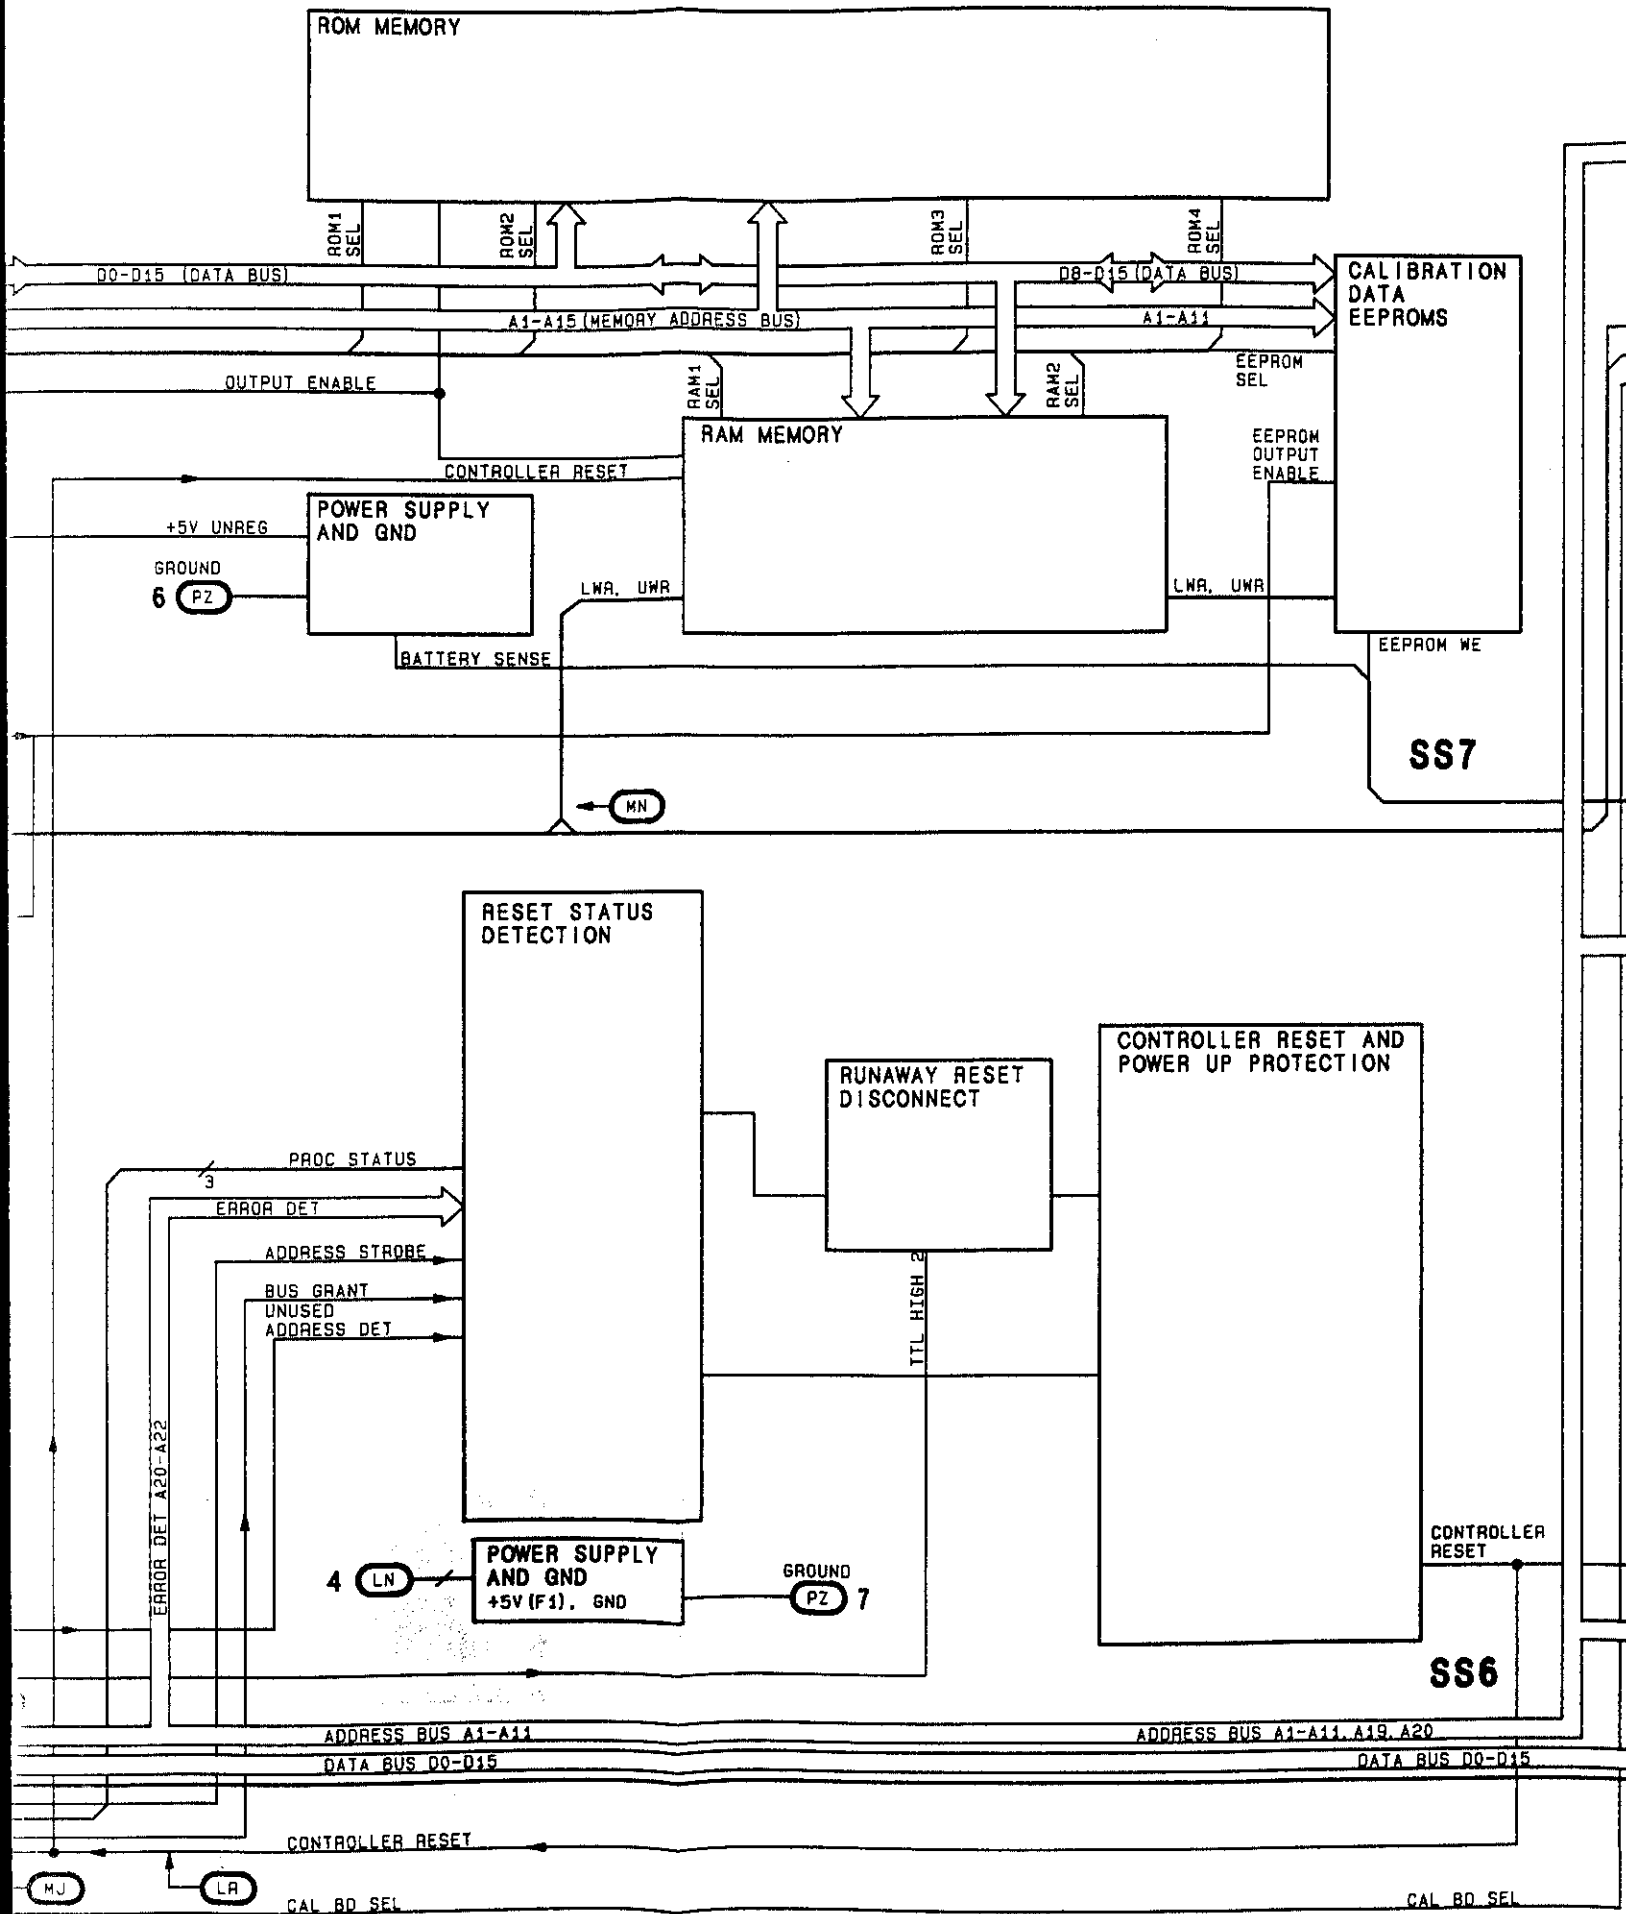 ROM MEMORY
ROM1
SEL
ROM2
SEL
ROM3
SEL
ROM4
SEL
D0-D15 (DATA BUS)
D8-D15 (DATA BUS)
CALIBRATION
DATA
EEPROMS
A1-A15 (MEMORY ADDRESS BUS)
A1-A11
EEPROM
SEL
OUTPUT ENABLE
RAM1
SEL
RAM2
SEL
RAM MEMORY
EEPROM
OUTPUT
ENABLE
CONTROLLER RESET
POWER SUPPLY
AND GND
+5V UNREG
GROUND
6 PZ
LWR, UWR
LWR, UWR
BATTERY SENSE
EEPROM WE
SS7
MN
RESET STATUS
DETECTION
CONTROLLER RESET AND
POWER UP PROTECTION
RUNAWAY RESET
DISCONNECT
PROC STATUS
3
ERROR DET
ADDRESS STROBE
BUS GRANT
UNUSED
ADDRESS DET
TTL HIGH 2
ERROR DET A20-A22
CONTROLLER
RESET
POWER SUPPLY
AND GND
+5V (F1), GND
4 LN
GROUND
PZ 7
SS6
ADDRESS BUS A1-A11
ADDRESS BUS A1-A11, A19, A20
DATA BUS D0-D15
DATA BUS D0-D15
CONTROLLER RESET
MJ
LR
CAL BD SEL
CAL BD SEL